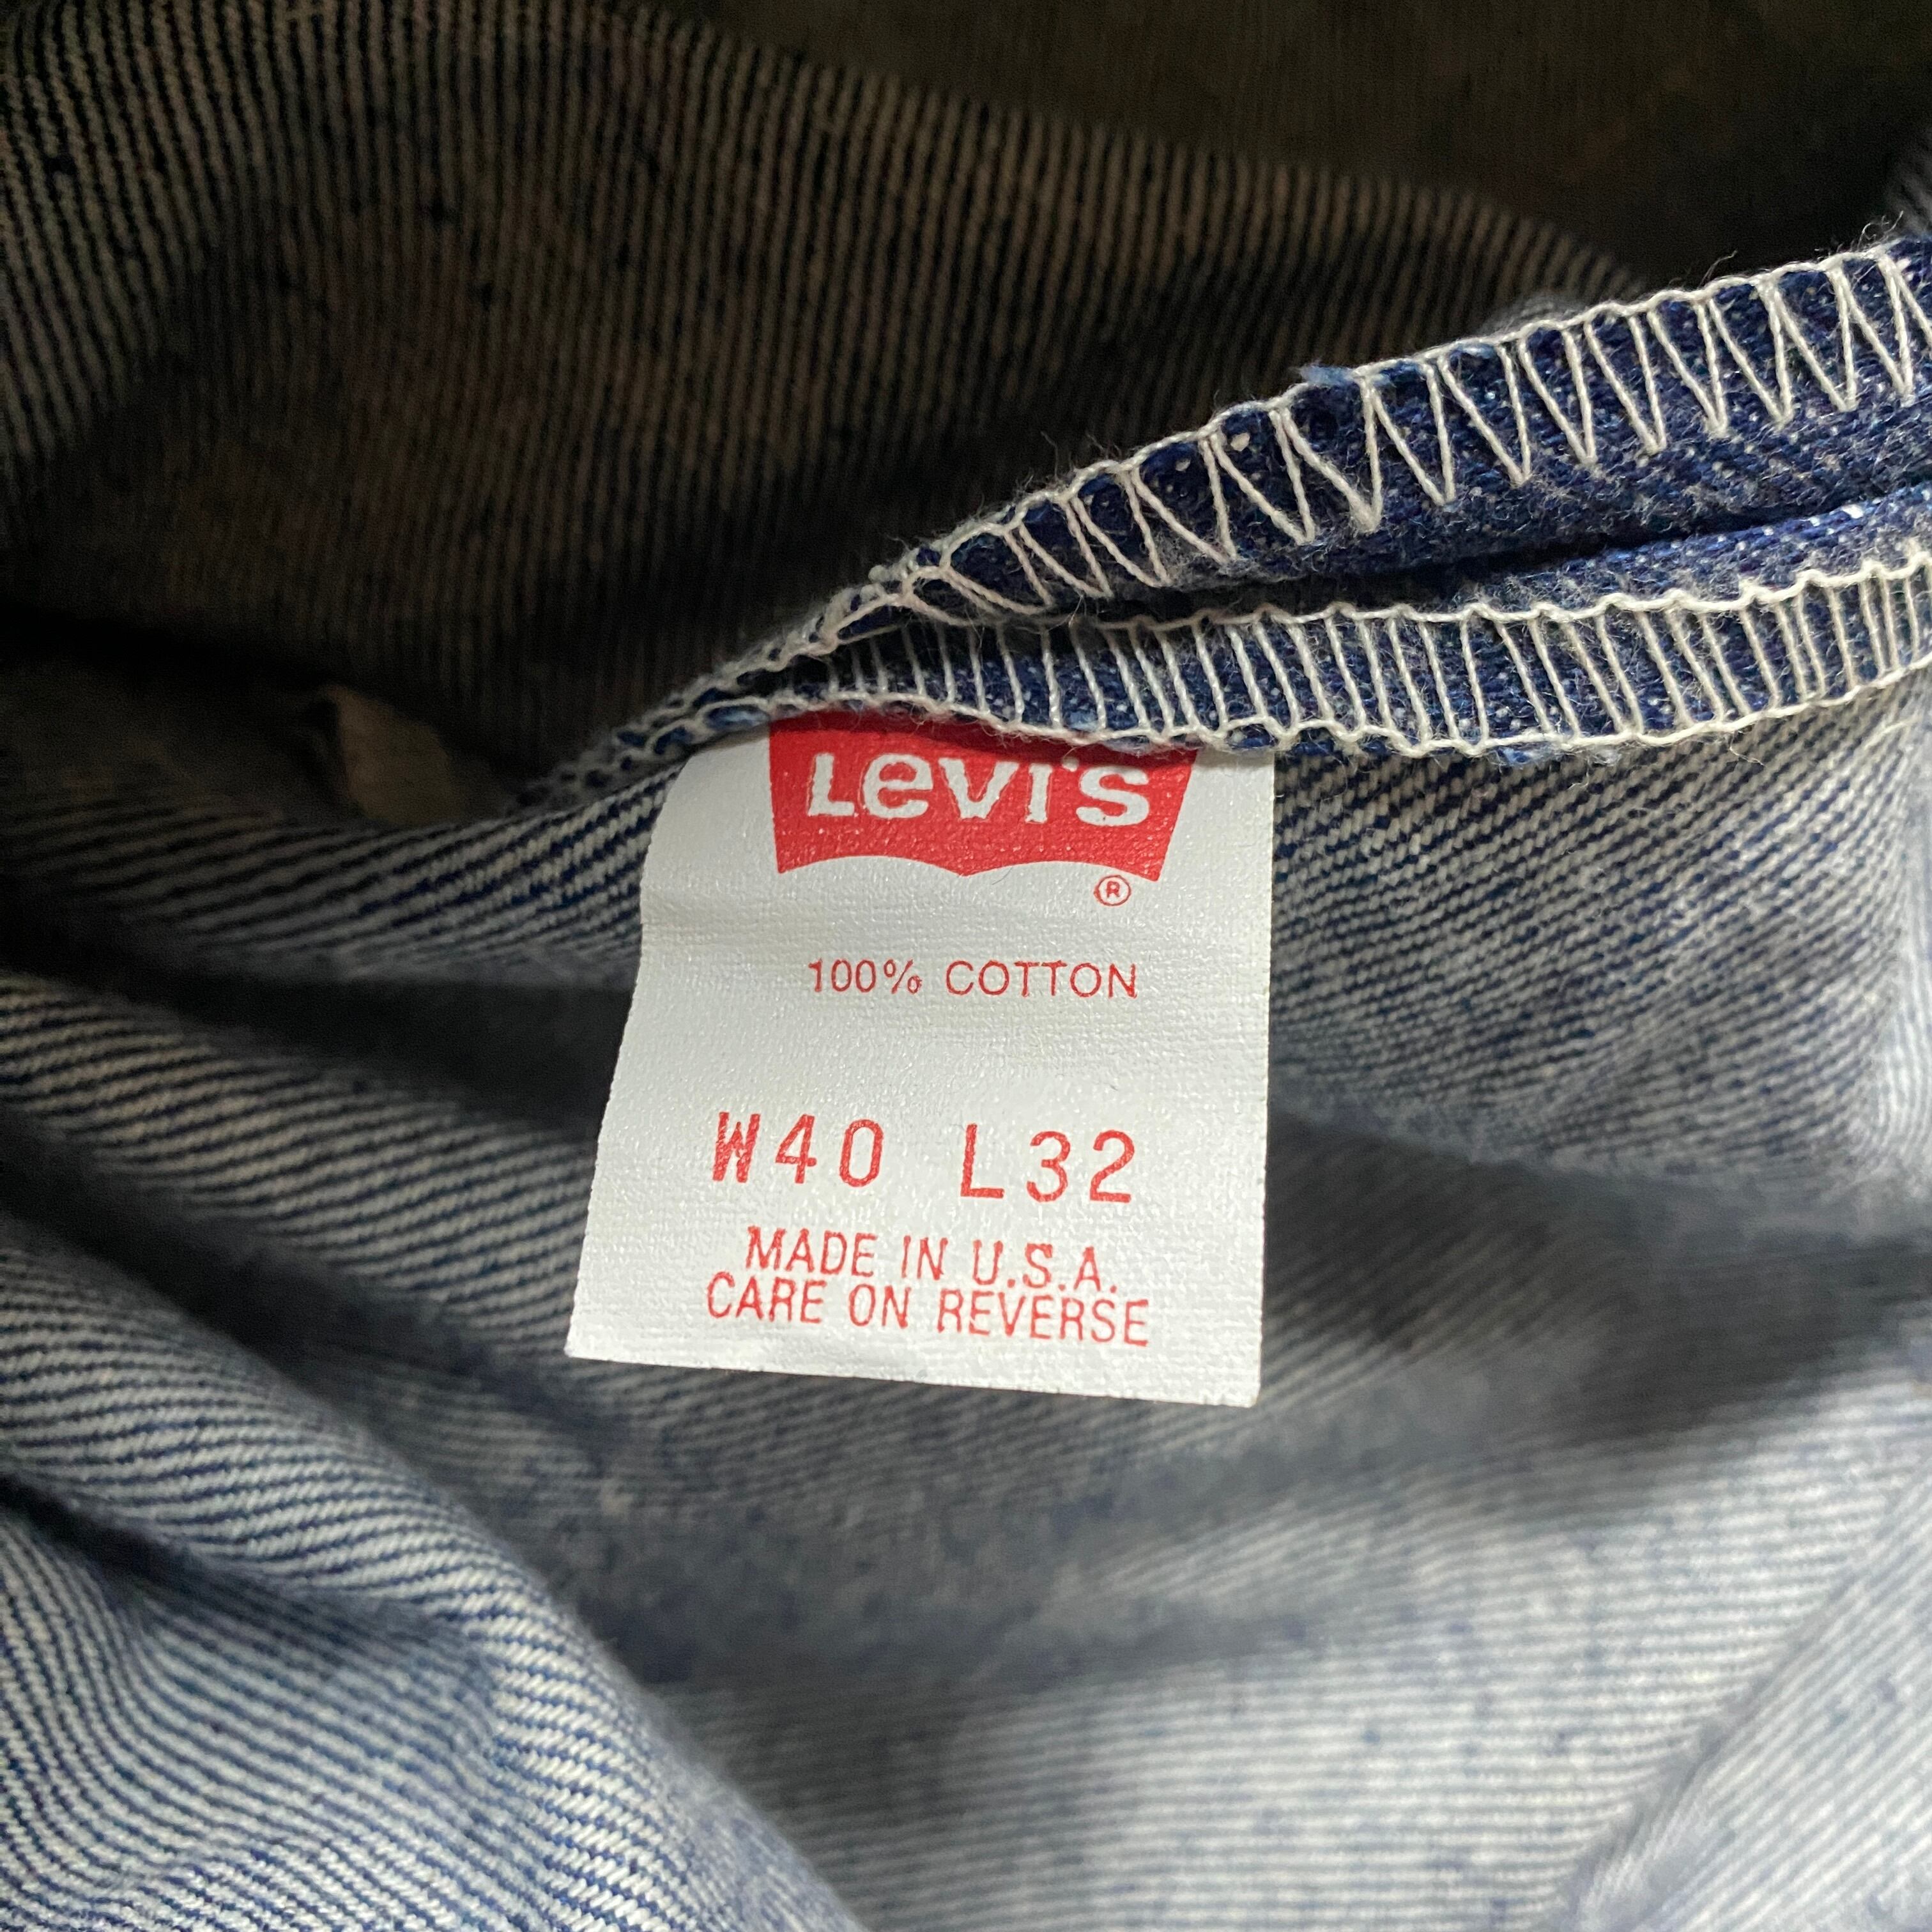 Levi's
®
100% COTTON
W40 L32
MADE IN U.S.A.
CARE ON REVERSE